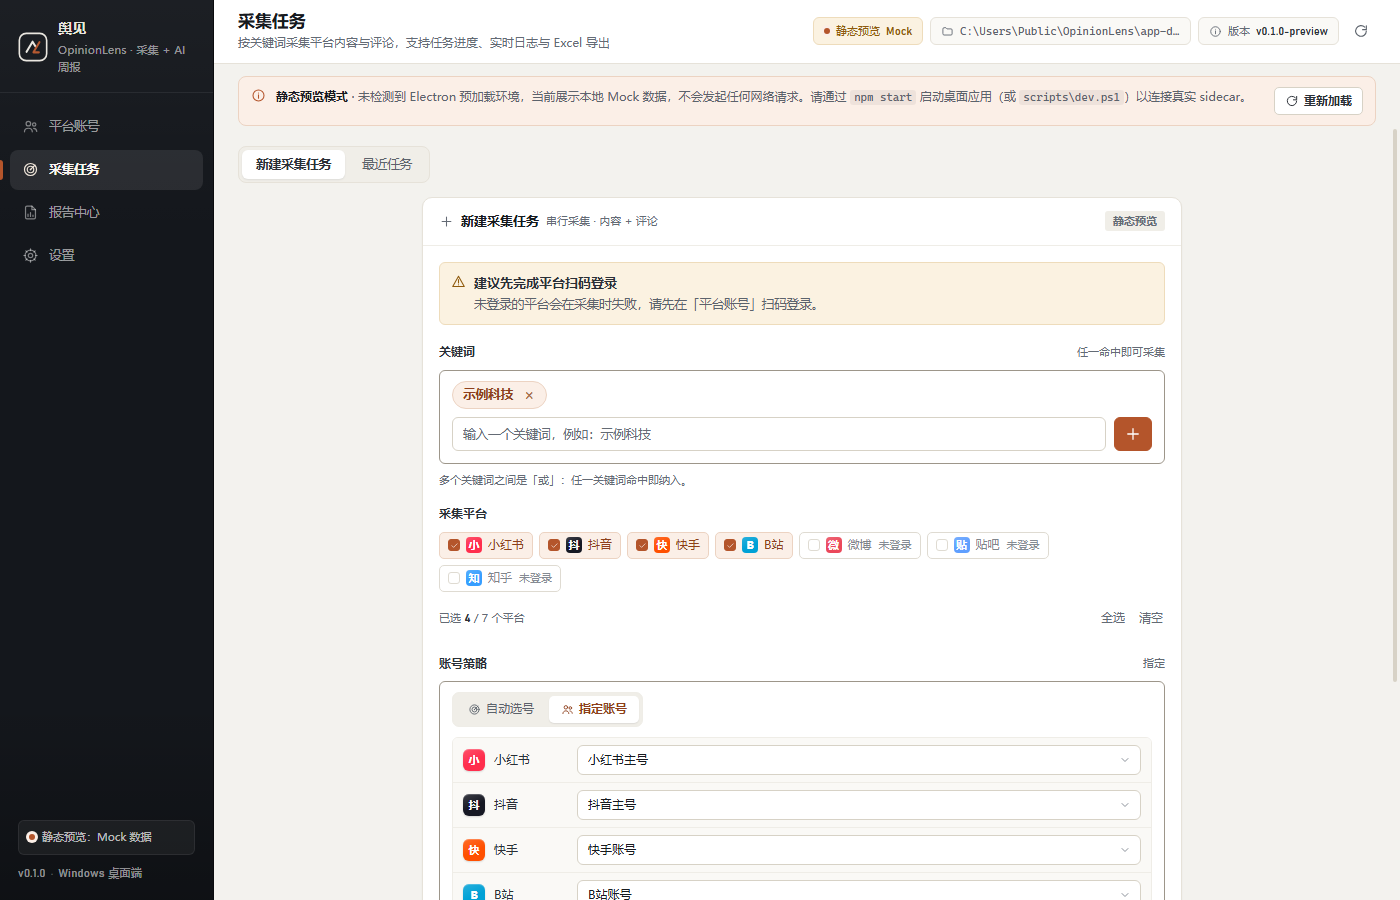 舆见
OpinionLens · 采集 + AI
周报
平台账号
采集任务
报告中心
设置
静态预览：Mock 数据
v0.1.0 · Windows 桌面端
采集任务
按关键词采集平台内容与评论，支持任务进度、实时日志与 Excel 导出
静态预览 Mock
C:\Users\Public\OpinionLens\app-d…
版本 v0.1.0-preview
静态预览模式 · 未检测到 Electron 预加载环境，当前展示本地 Mock 数据，不会发起任何网络请求。请通过 npm start 启动桌面应用（或 scripts\dev.ps1）以连接真实 sidecar。
重新加载
新建采集任务
最近任务
新建采集任务 串行采集 · 内容 + 评论
静态预览
建议先完成平台扫码登录
未登录的平台会在采集时失败，请先在「平台账号」扫码登录。
关键词
任一命中即可采集
示例科技 ×
输入一个关键词，例如：示例科技
多个关键词之间是「或」：任一关键词命中即纳入。
采集平台
小 小红书
抖 抖音
快 快手
B B站
微 微博 未登录
贴 贴吧 未登录
知 知乎 未登录
已选 4 / 7 个平台
全选 清空
账号策略
指定
自动选号
指定账号
小 小红书 小红书主号
抖 抖音 抖音主号
快 快手 快手账号
B B站 B站账号